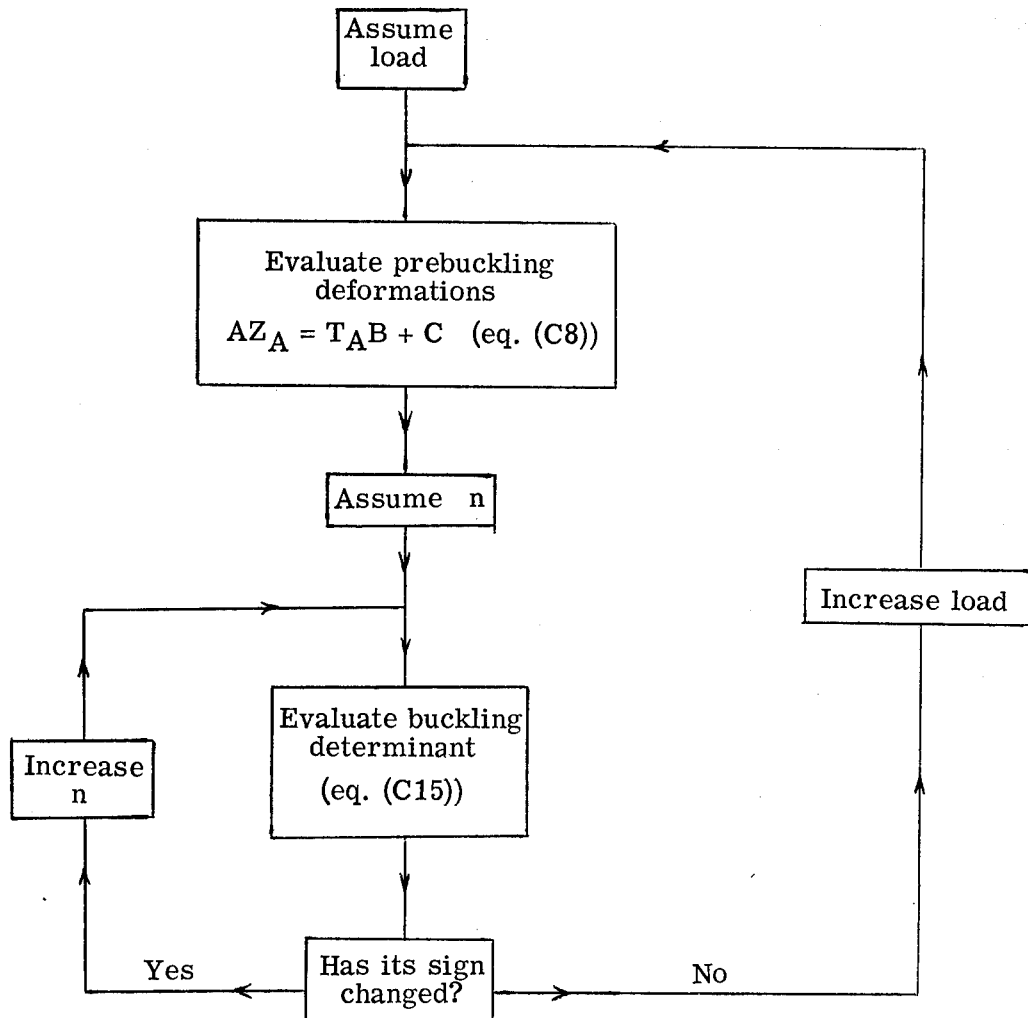 Assume
load
Evaluate prebuckling
deformations
AZ_A = T_AB + C (eq. (C8))
Assume n
Increase load
Evaluate buckling
determinant
(eq. (C15))
Increase
n
Has its sign
changed?
Yes
No